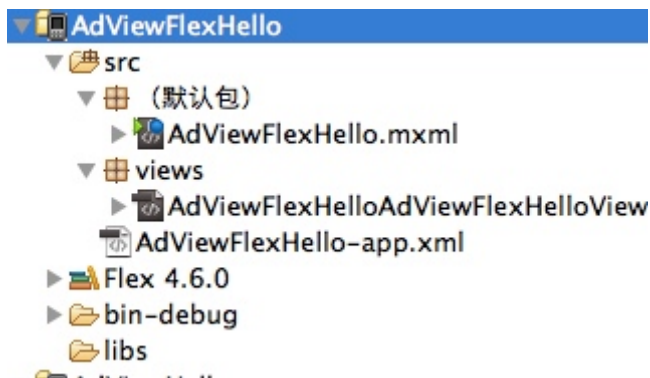 AdViewFlexHello
src
（默认包）
AdViewFlexHello.mxml
views
AdViewFlexHelloAdViewFlexHelloView
AdViewFlexHello-app.xml
Flex 4.6.0
bin-debug
libs